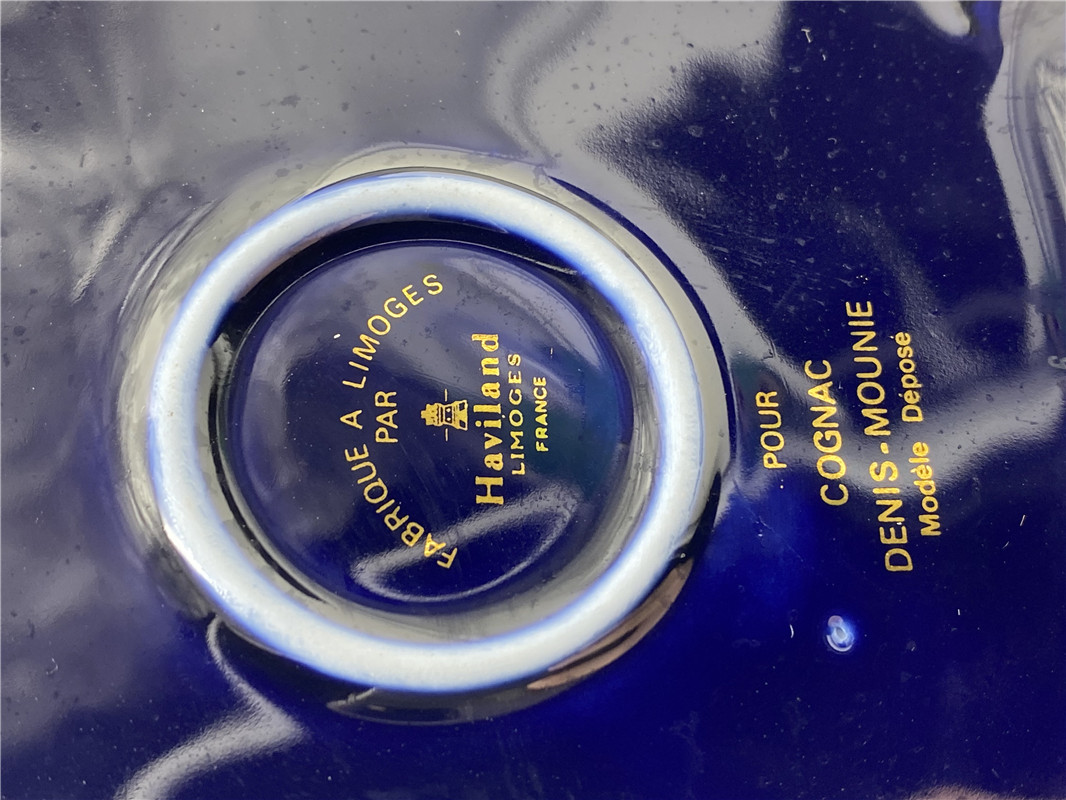 FABRIQUE A LIMOGES
PAR
Haviland
LIMOGES
FRANCE
POUR
COGNAC
DENIS-MOUNIE
Modèle Déposé